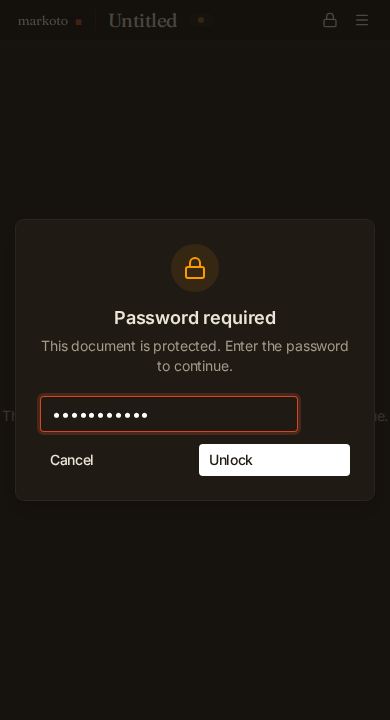 markoto
Untitled
Password required
This document is protected. Enter the password
to continue.
Cancel
Unlock